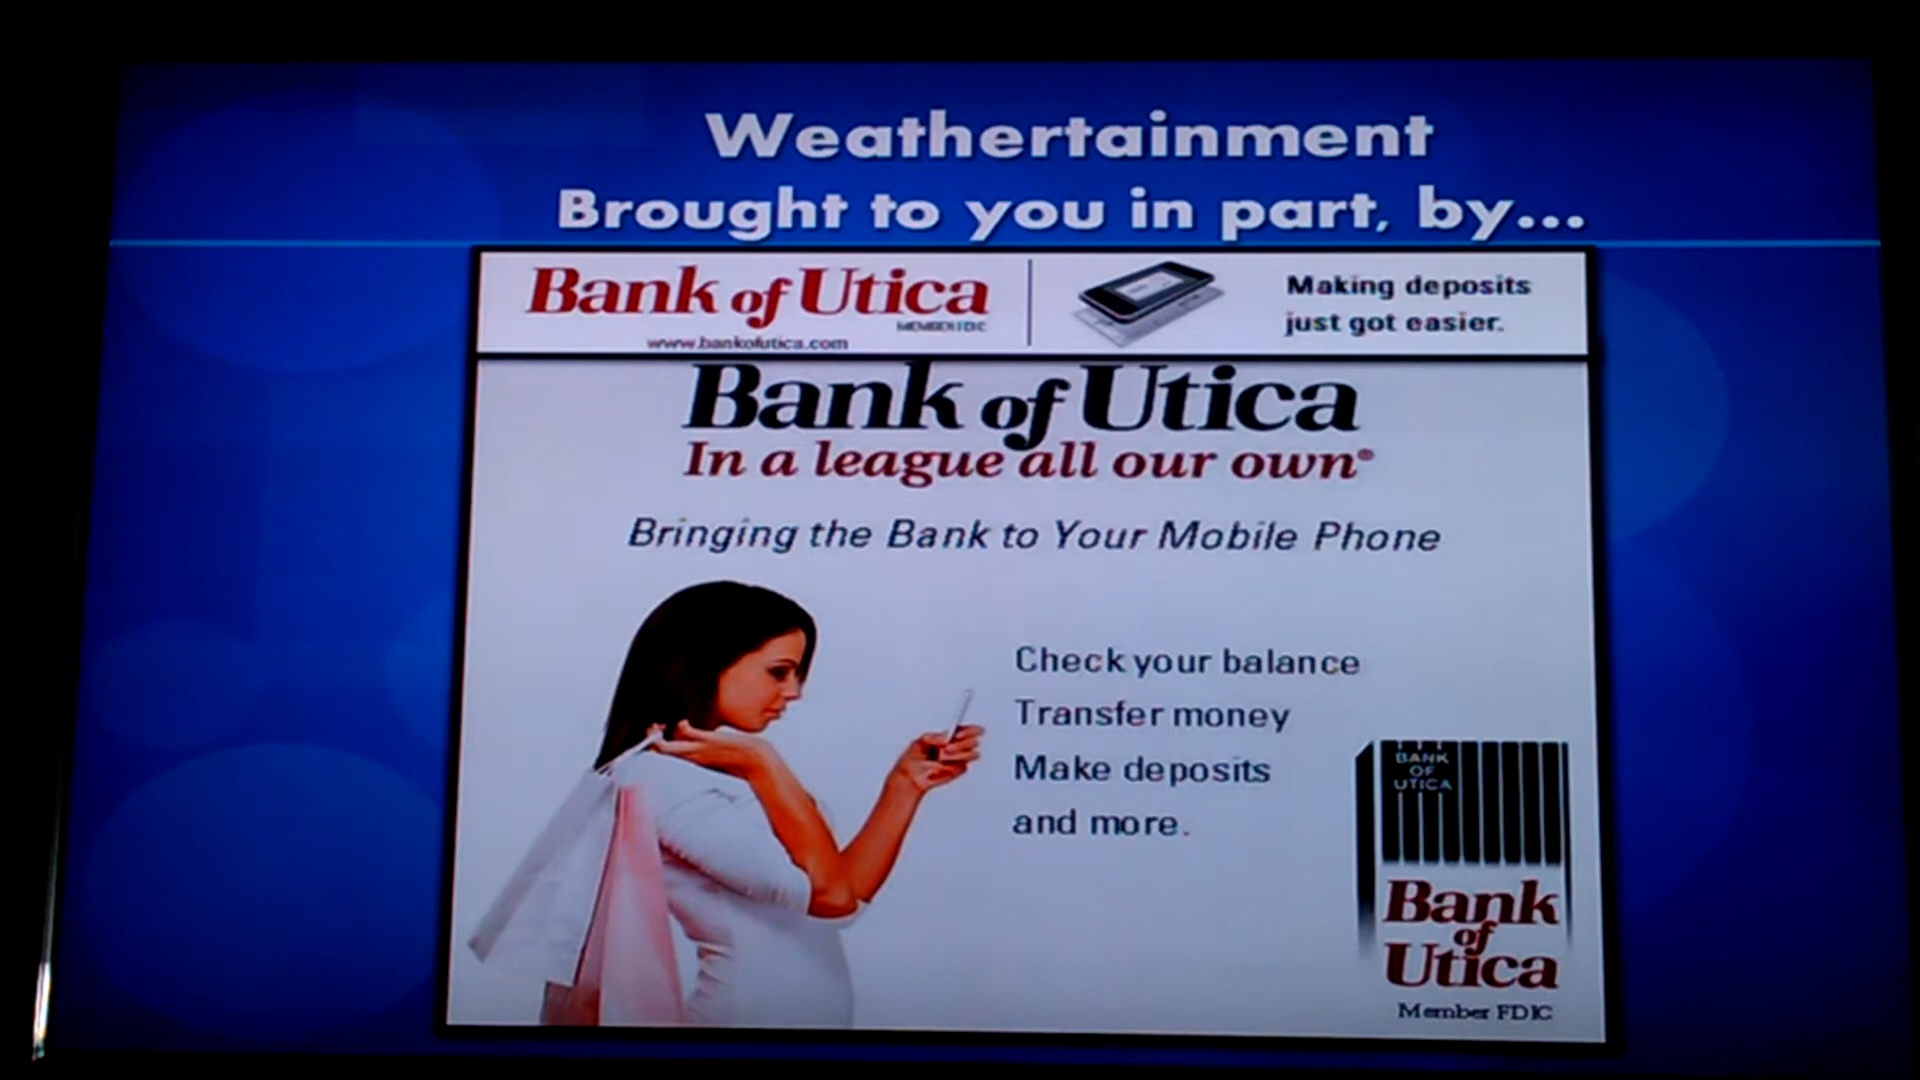 Weathertainment
Brought to you in part, by...
Bank of Utica
MEMBER FDIC
www.bankofutica.com
Making deposits
just got easier.
Bank of Utica
In a league all our own®
Bringing the Bank to Your Mobile Phone
Check your balance
Transfer money
Make deposits
and more.
BANK
OF
UTICA
Bank
of
Utica
Member FDIC